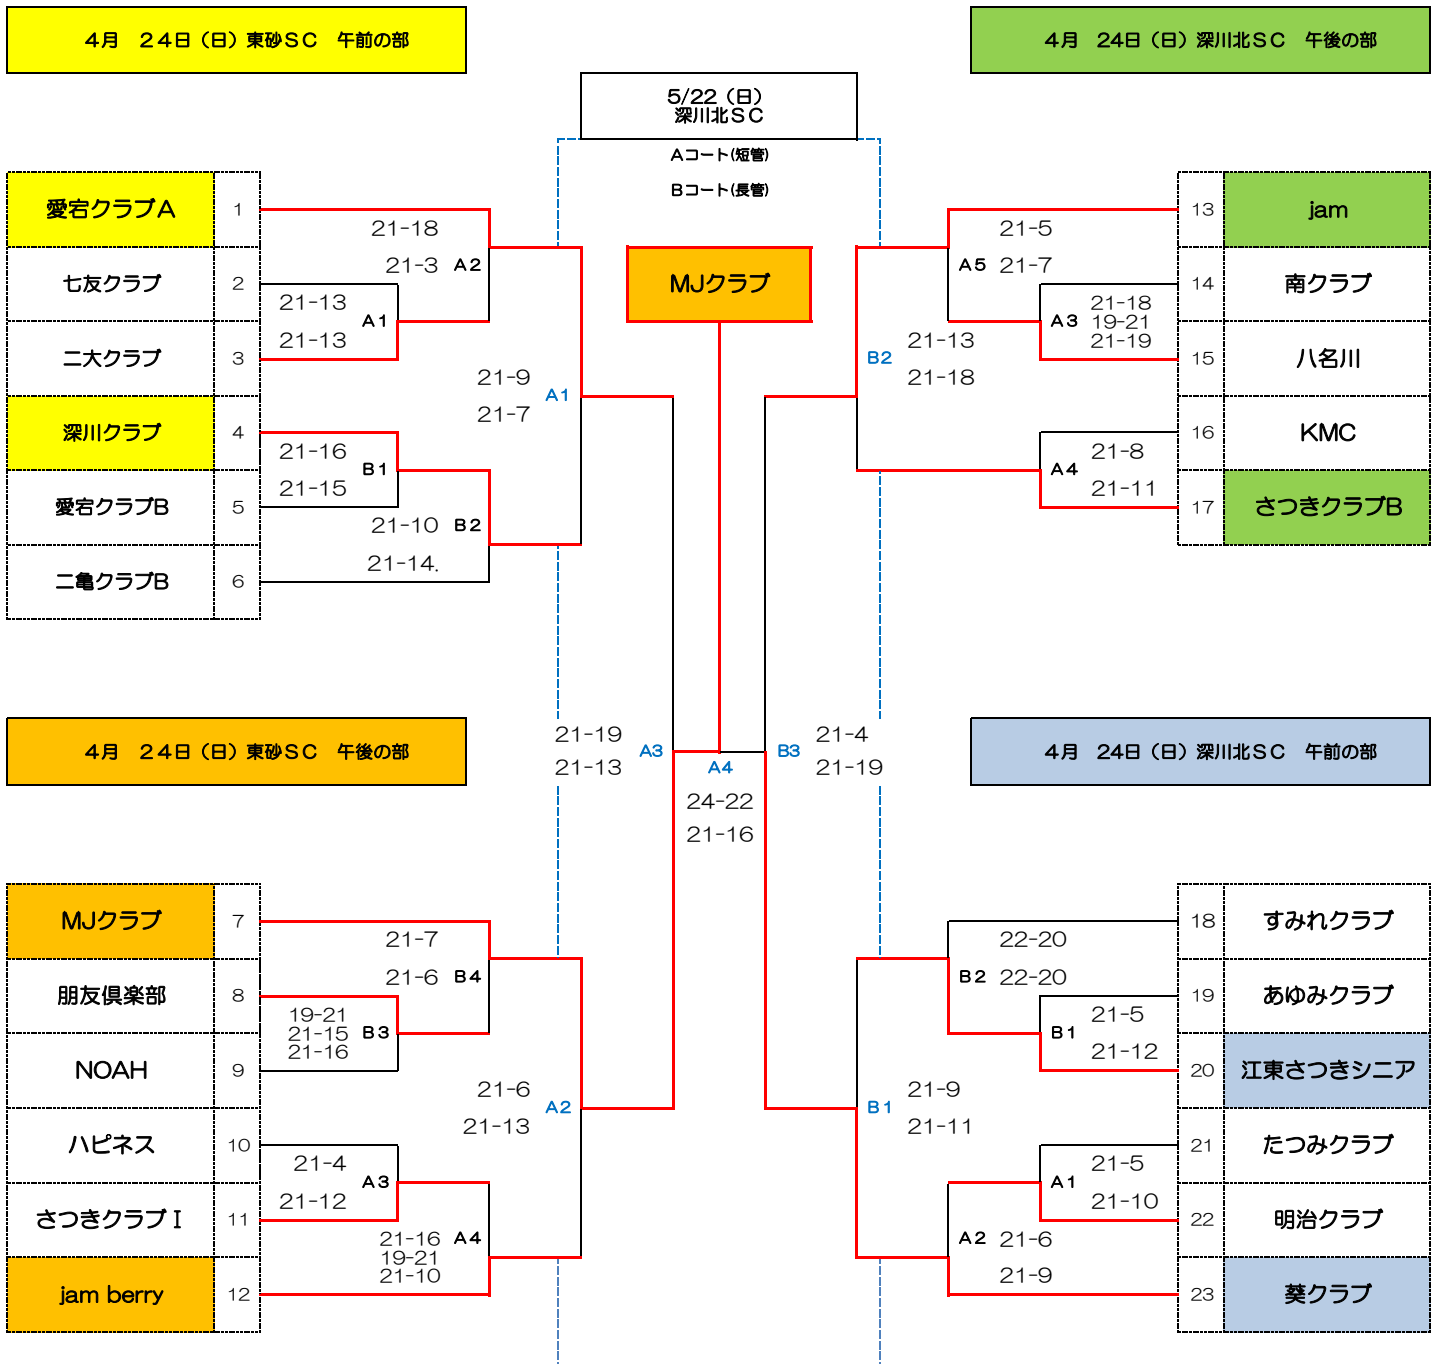 ４月　２４日（日）東砂ＳＣ　午前の部
４月　24日（日）深川北ＳＣ　午後の部
5/22（日）
深川北ＳＣ
Ａコート(短管)
Ｂコート(長管)
愛宕クラブＡ 1
七友クラブ 2
二大クラブ 3
深川クラブ 4
愛宕クラブB 5
二亀クラブB 6
21-18
21-3 Ａ２
21-13
Ａ１
21-13
21-16
Ｂ１
21-15
21-10 Ｂ２
21-14.
21-9
Ａ１
21-7
MJクラブ
13 jam
14 南クラブ
15 八名川
16 KMC
17 さつきクラブB
21-5
Ａ５ 21-7
21-18
Ａ３ 19-21
21-19
Ｂ２ 21-13
21-18
21-8
Ａ４
21-11
４月　２４日（日）東砂ＳＣ　午後の部
４月　24日（日）深川北ＳＣ　午前の部
21-19
Ａ３
21-13
Ａ４
24-22
21-16
21-4
Ｂ３
21-19
MJクラブ 7
朋友倶楽部 8
NOAH 9
ハピネス 10
さつきクラブⅠ 11
jam berry 12
21-7
21-6 Ｂ４
19-21
21-15 Ｂ３
21-16
21-6
Ａ２
21-13
21-4
Ａ３
21-12
21-16
Ａ４
19-21
21-10
18 すみれクラブ
19 あゆみクラブ
20 江東さつきシニア
21 たつみクラブ
22 明治クラブ
23 葵クラブ
22-20
Ｂ２ 22-20
21-5
Ｂ１
21-12
21-9
Ｂ１
21-11
21-5
Ａ１
21-10
Ａ２ 21-6
21-9